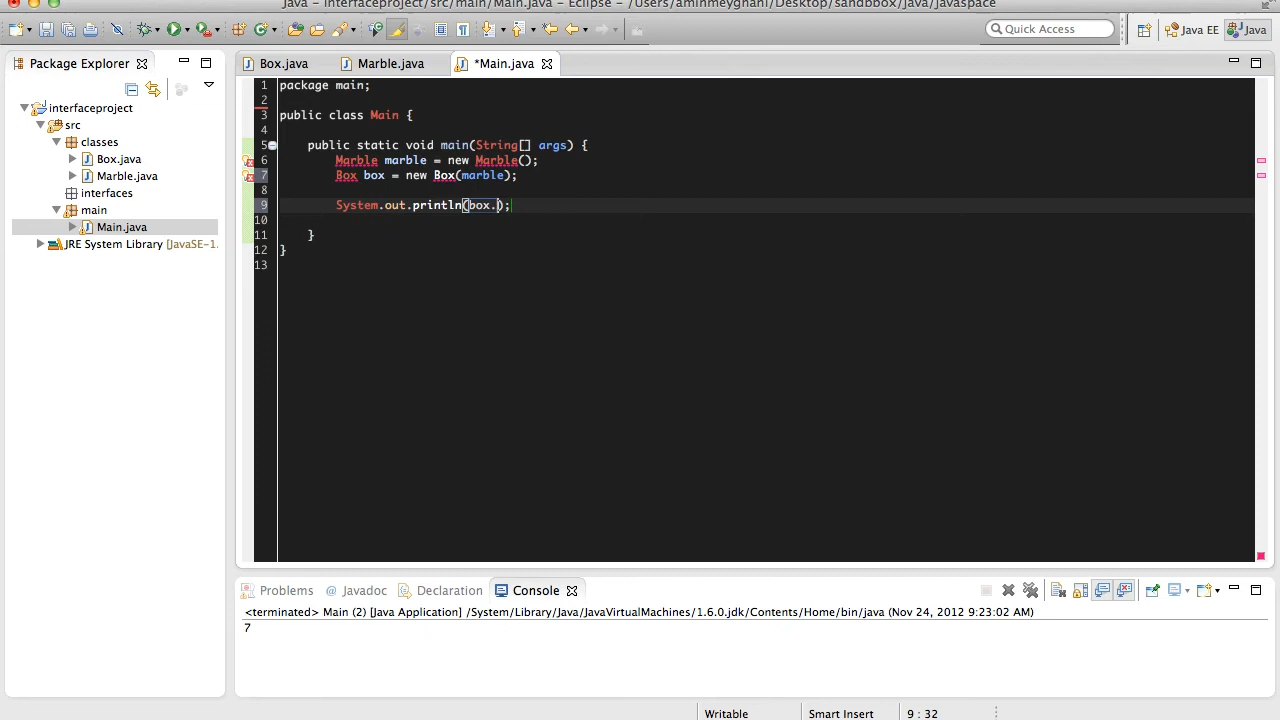 Java – interfaceproject/src/main/Main.java – Eclipse – /Users/aminmeyghani/Desktop/sandbbox/java/javaspace
Quick Access
Java EE
Java
Package Explorer
Box.java
Marble.java
*Main.java
interfaceproject
src
classes
Box.java
Marble.java
interfaces
main
Main.java
JRE System Library [JavaSE-1.
1 package main;
2
3 public class Main {
4
5 public static void main(String[] args) {
6 Marble marble = new Marble();
7 Box box = new Box(marble);
8
9 System.out.println(box.);
10
11 }
12 }
13
Problems
@ Javadoc
Declaration
Console
<terminated> Main (2) [Java Application] /System/Library/Java/JavaVirtualMachines/1.6.0.jdk/Contents/Home/bin/java (Nov 24, 2012 9:23:02 AM)
7
Writable
Smart Insert
9 : 32